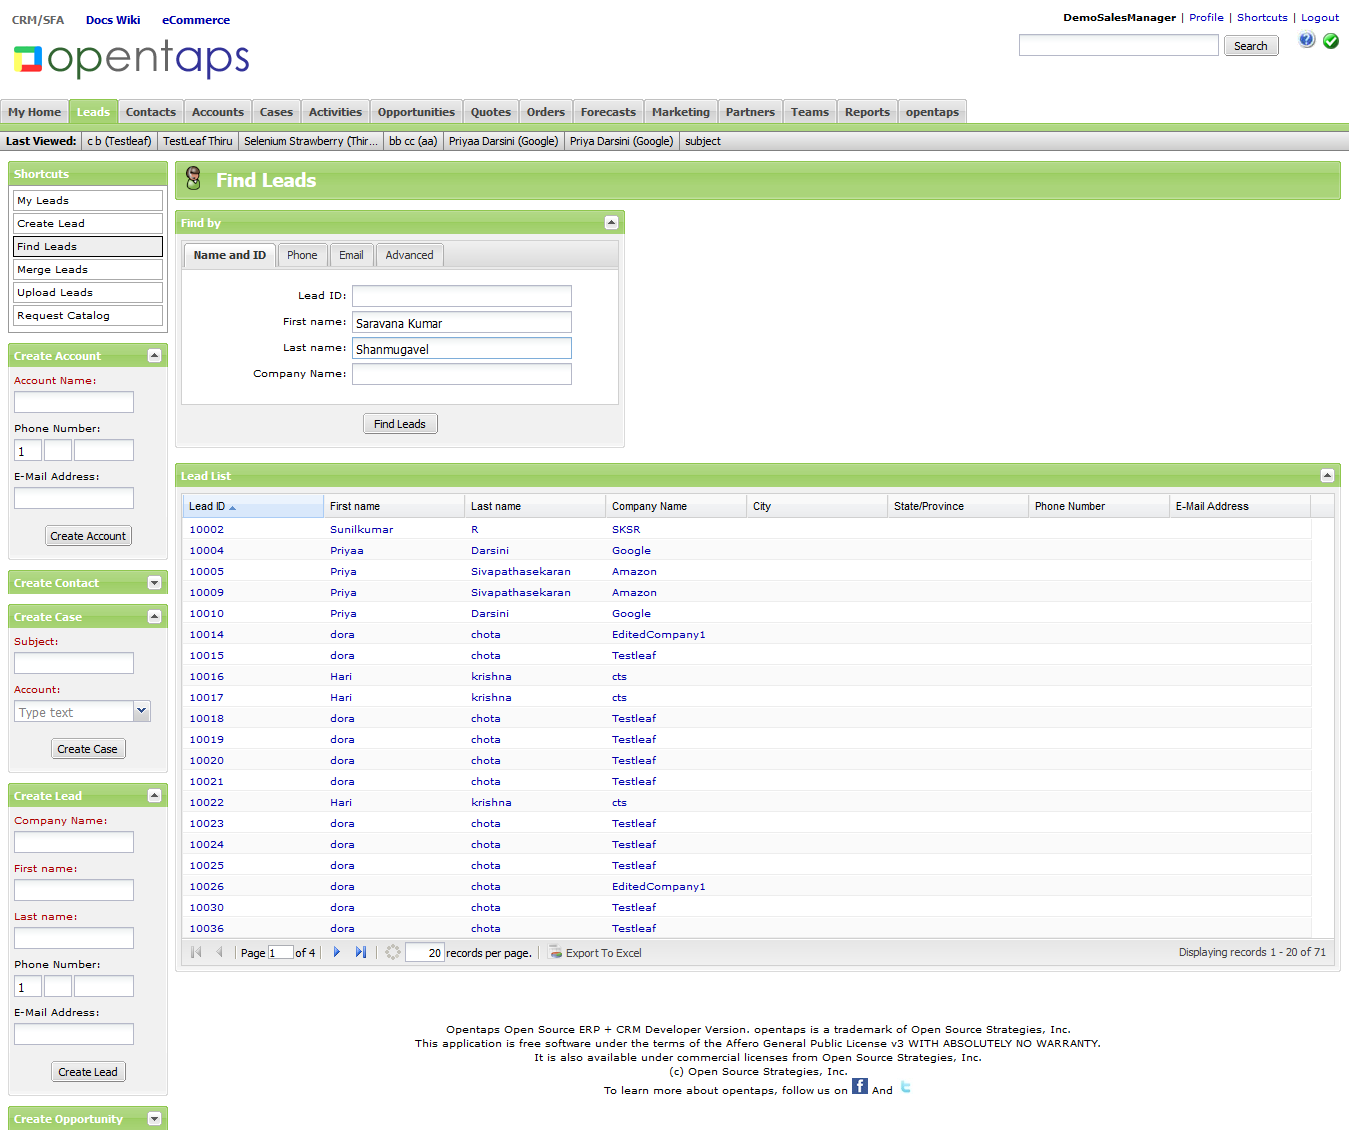 CRM/SFA Docs Wiki eCommerce
DemoSalesManager | Profile | Shortcuts | Logout
opentaps
Search
My Home Leads Contacts Accounts Cases Activities Opportunities Quotes Orders Forecasts Marketing Partners Teams Reports opentaps
Last Viewed: c b (Testleaf) TestLeaf Thiru Selenium Strawberry (Thir... bb cc (aa) Priyaa Darsini (Google) Priya Darsini (Google) subject
Shortcuts
My Leads
Create Lead
Find Leads
Merge Leads
Upload Leads
Request Catalog
Create Account
Account Name:
Phone Number:
1
E-Mail Address:
Create Account
Create Contact
Create Case
Subject:
Account:
Type text
Create Case
Create Lead
Company Name:
First name:
Last name:
Phone Number:
1
E-Mail Address:
Create Lead
Create Opportunity
Find Leads
Find by
Name and ID Phone Email Advanced
Lead ID:
First name: Saravana Kumar
Last name: Shanmugavel
Company Name:
Find Leads
Lead List
Lead ID First name Last name Company Name City State/Province Phone Number E-Mail Address
10002 Sunilkumar R SKSR
10004 Priyaa Darsini Google
10005 Priya Sivapathasekaran Amazon
10009 Priya Sivapathasekaran Amazon
10010 Priya Darsini Google
10014 dora chota EditedCompany1
10015 dora chota Testleaf
10016 Hari krishna cts
10017 Hari krishna cts
10018 dora chota Testleaf
10019 dora chota Testleaf
10020 dora chota Testleaf
10021 dora chota Testleaf
10022 Hari krishna cts
10023 dora chota Testleaf
10024 dora chota Testleaf
10025 dora chota Testleaf
10026 dora chota EditedCompany1
10030 dora chota Testleaf
10036 dora chota Testleaf
Page 1 of 4 20 records per page. Export To Excel Displaying records 1 - 20 of 71
Opentaps Open Source ERP + CRM Developer Version. opentaps is a trademark of Open Source Strategies, Inc.
This application is free software under the terms of the Affero General Public License v3 WITH ABSOLUTELY NO WARRANTY.
It is also available under commercial licenses from Open Source Strategies, Inc.
(c) Open Source Strategies, Inc.
To learn more about opentaps, follow us on f And t